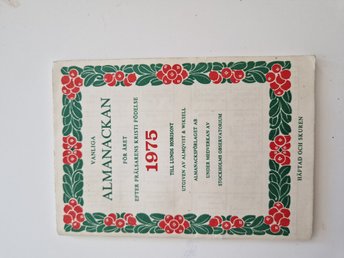 VANLIGA
ALMANACKAN
FÖR ÅRET
EFTER FRÄLSARENS KRISTI FÖDELSE
1975
TILL LUNDS HORISONT
UTGIVEN AV ALMQVIST & WIKSELL
ALMANACKSFÖRLAGET AB
UNDER MEDVERKAN AV
STOCKHOLMS OBSERVATORIUM
HÄFTAD OCH SKUREN